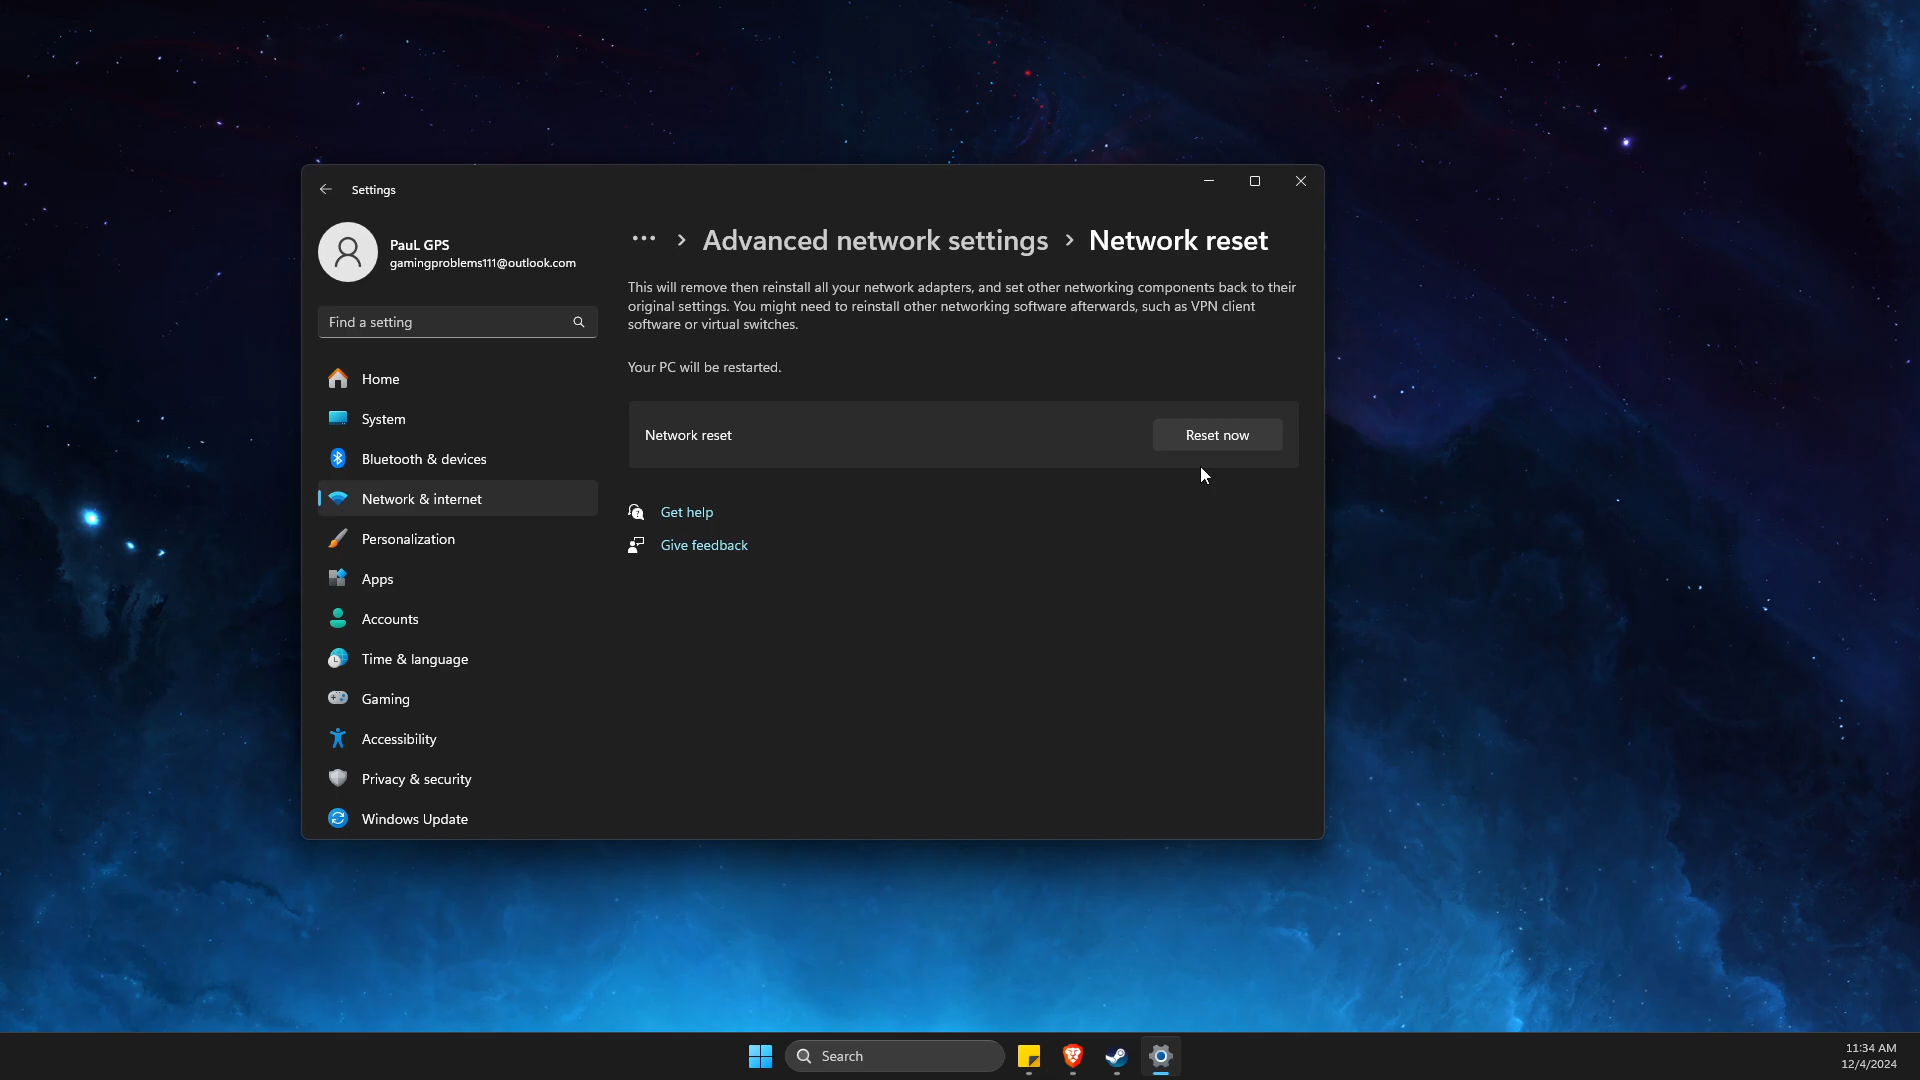 Settings
PauL GPS
gamingproblems111@outlook.com
Find a setting
Home
System
Bluetooth & devices
Network & internet
Personalization
Apps
Accounts
Time & language
Gaming
Accessibility
Privacy & security
Windows Update
··· › Advanced network settings › Network reset
This will remove then reinstall all your network adapters, and set other networking components back to their
original settings. You might need to reinstall other networking software afterwards, such as VPN client
software or virtual switches.
Your PC will be restarted.
Network reset
Reset now
Get help
Give feedback
Search
11:34 AM
12/4/2024